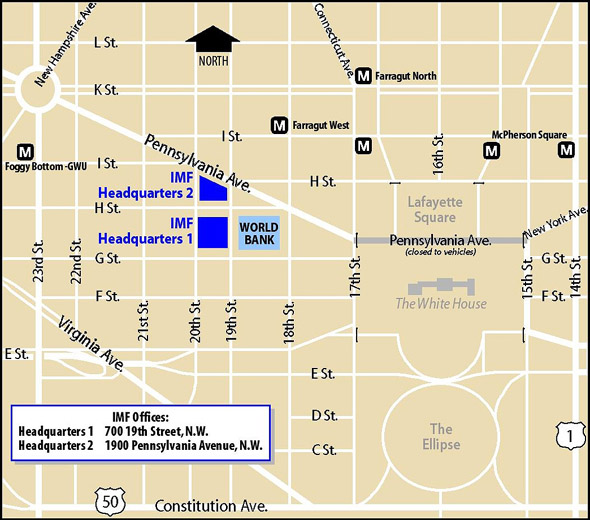 New Hampshire Ave.
Connecticut Ave.
L St.
NORTH
K St.
M
Farragut North
M
Farragut West
I St.
M
16th St.
McPherson Square
M
M
M
Foggy Bottom -GWU
I St.
Pennsylvania Ave.
IMF
Headquarters 2
H St.
Lafayette
Square
H St.
IMF
Headquarters 1
WORLD
BANK
New York Ave.
Pennsylvania Ave.
(closed to vehicles)
G St.
G St.
23rd St.
22nd St.
17th St.
15th St.
14th St.
The White House
F St.
F St.
21st St.
20th St.
19th St.
18th St.
Virginia Ave.
E St.
E St.
IMF Offices:
Headquarters 1 700 19th Street, N.W.
Headquarters 2 1900 Pennsylvania Avenue, N.W.
D St.
C St.
The
Ellipse
1
50
Constitution Ave.